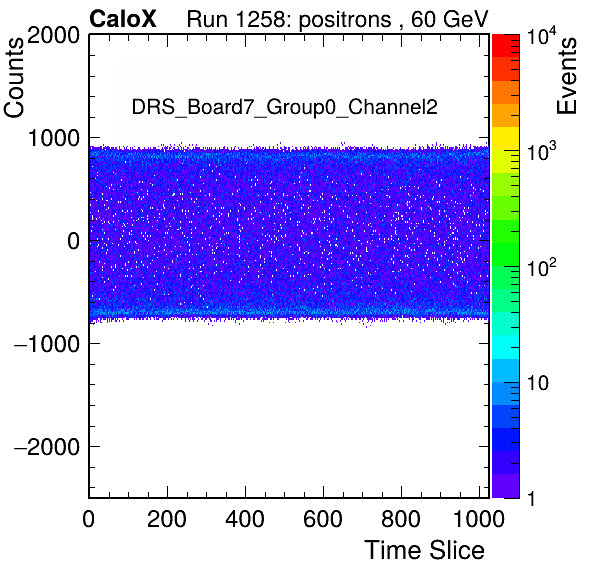 CaloX Run 1258: positrons , 60 GeV
Counts
Events
DRS_Board7_Group0_Channel2
2000
1000
0
−1000
−2000
0 200 400 600 800 1000
Time Slice
10^4
10^3
10^2
10
1